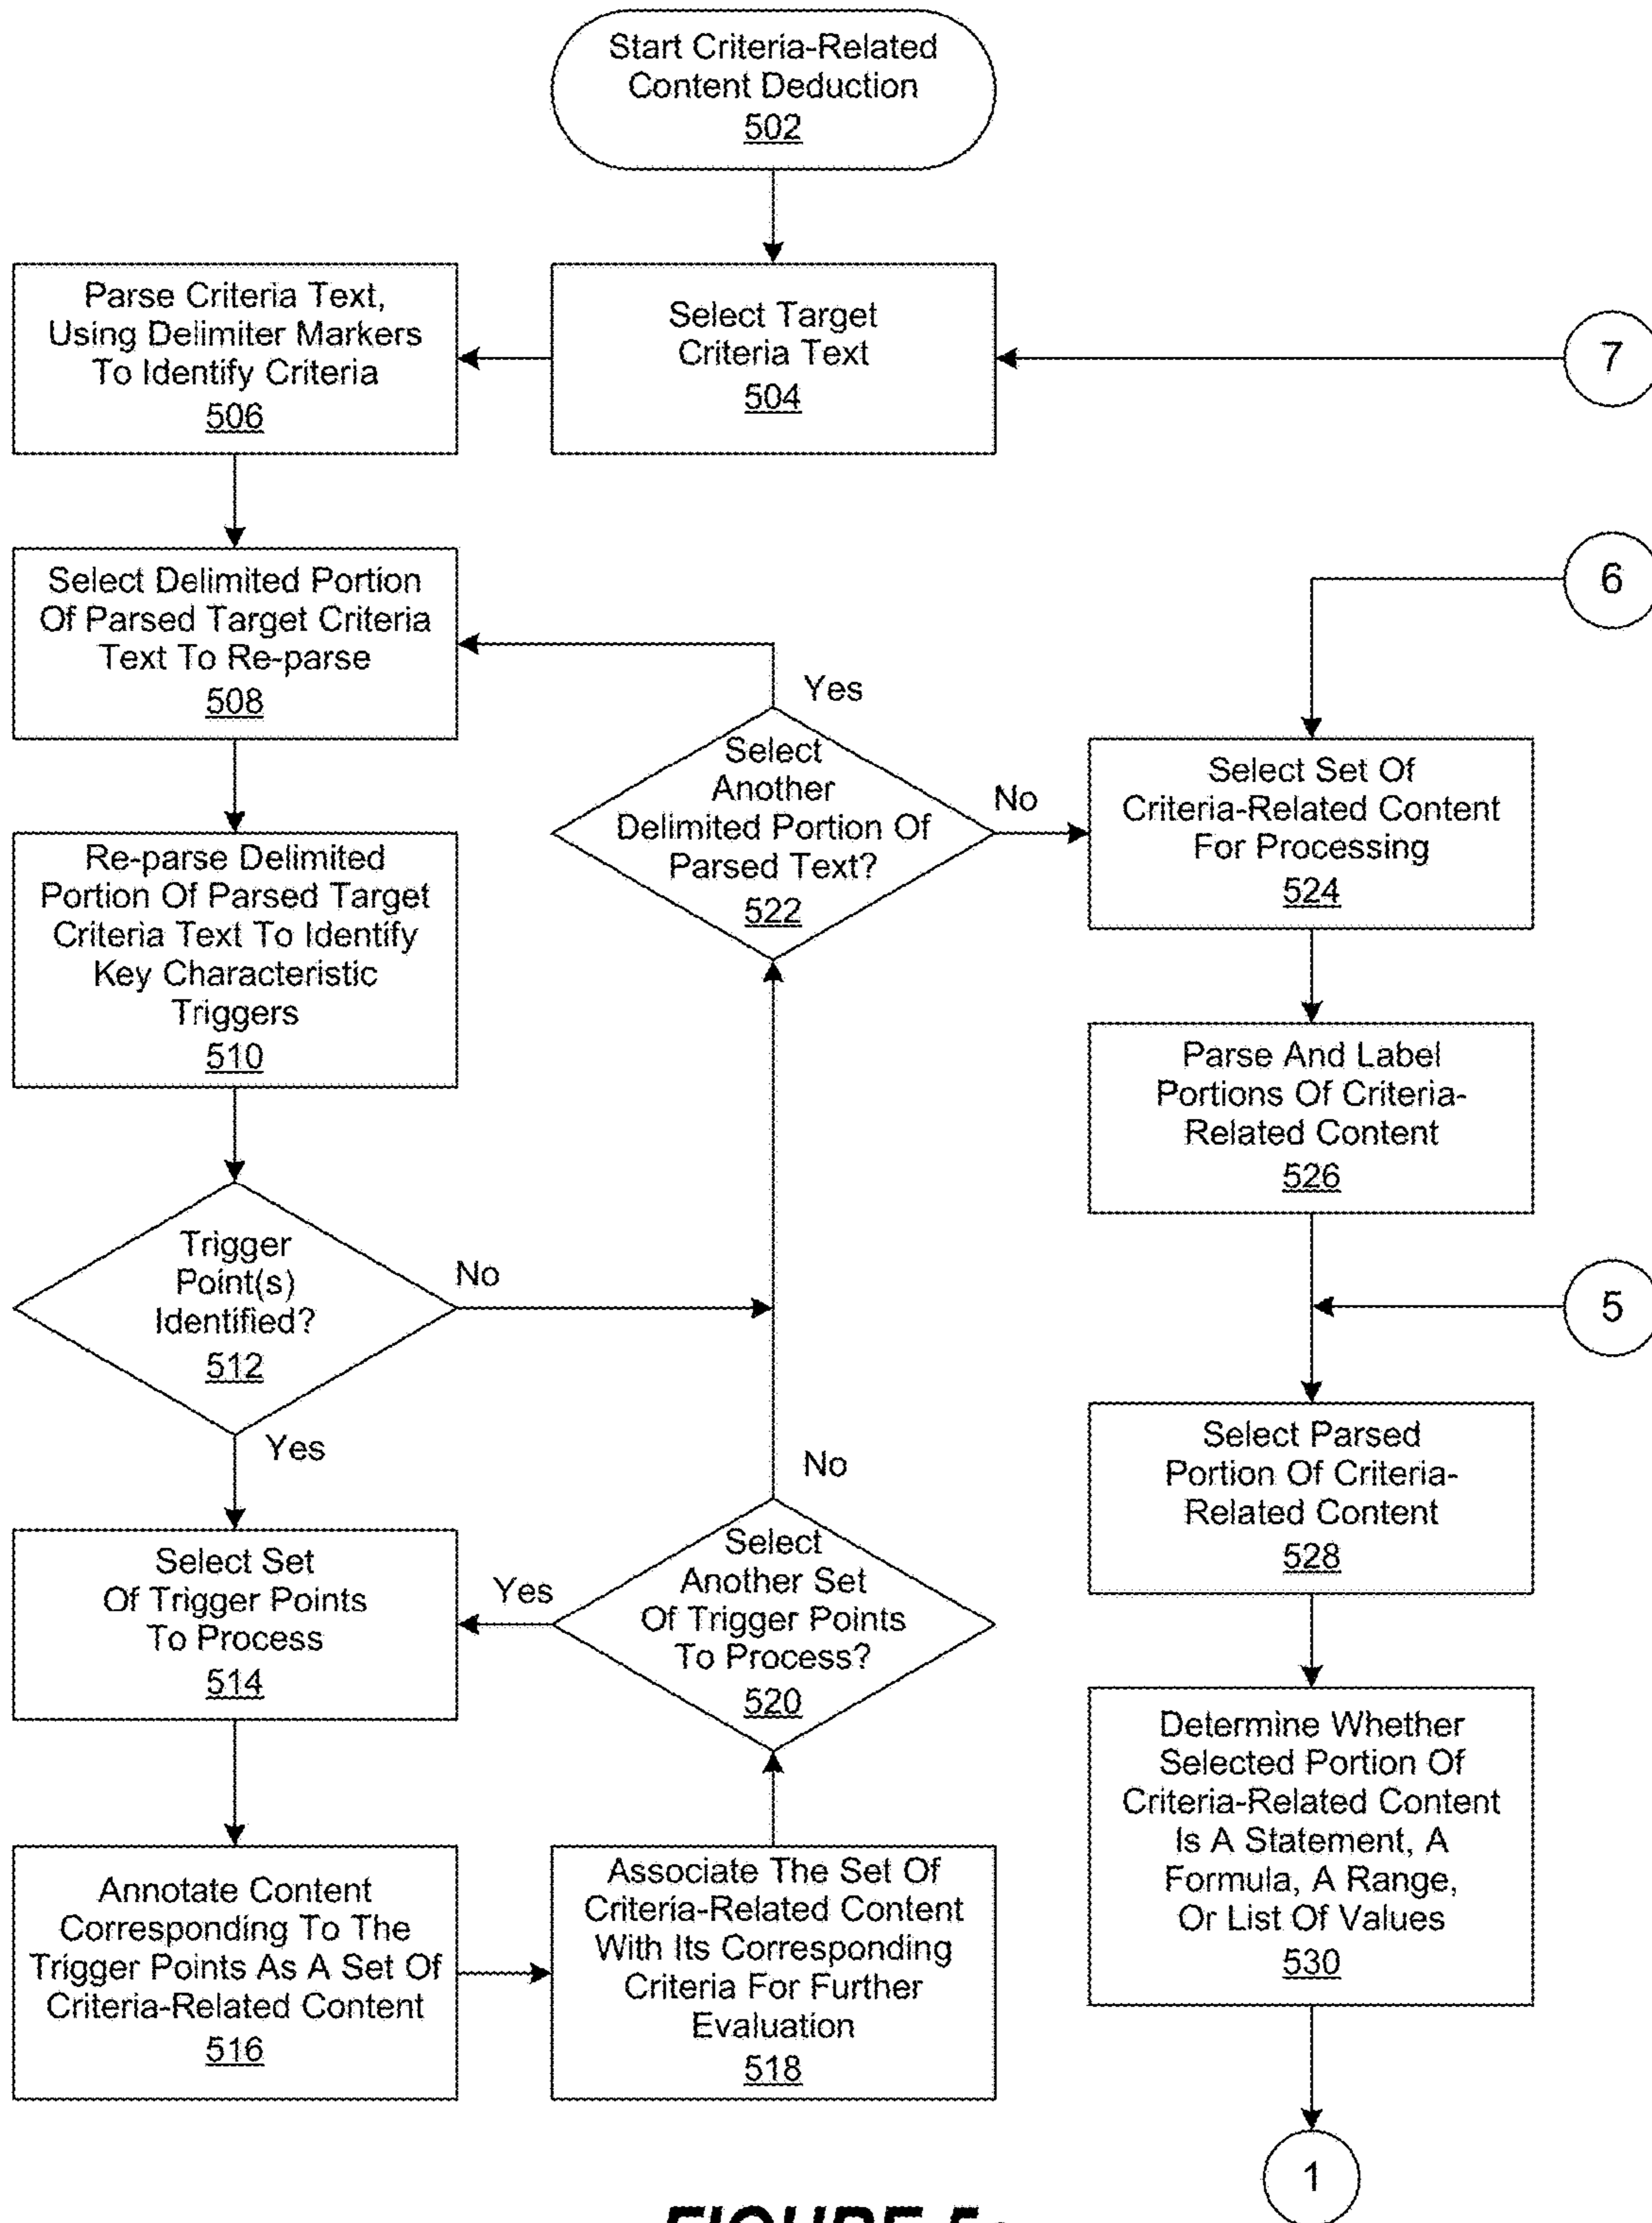 Start Criteria-Related
Content Deduction
502
Parse Criteria Text,
Using Delimiter Markers
To Identify Criteria
506
Select Target
Criteria Text
504
7
Select Delimited Portion
Of Parsed Target Criteria
Text To Re-parse
508
6
Yes
Select
Another
Delimited Portion Of
Parsed Text?
522
No
Select Set Of
Criteria-Related Content
For Processing
524
Re-parse Delimited
Portion Of Parsed Target
Criteria Text To Identify
Key Characteristic
Triggers
510
Parse And Label
Portions Of Criteria-
Related Content
526
Trigger
Point(s)
Identified?
512
No
5
Yes
No
Select Parsed
Portion Of Criteria-
Related Content
528
Select Set
Of Trigger Points
To Process
514
Yes
Select
Another Set
Of Trigger Points
To Process?
520
Determine Whether
Selected Portion Of
Criteria-Related Content
Is A Statement, A
Formula, A Range,
Or List Of Values
530
Annotate Content
Corresponding To The
Trigger Points As A Set Of
Criteria-Related Content
516
Associate The Set Of
Criteria-Related Content
With Its Corresponding
Criteria For Further
Evaluation
518
1
FIGURE